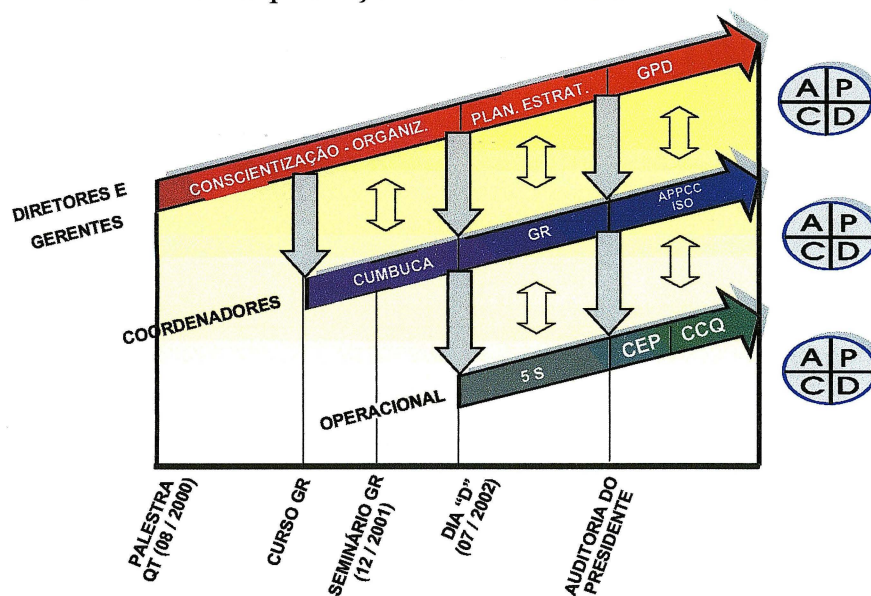 GPD
PLAN. ESTRAT.
CONSCIENTIZAÇÃO - ORGANIZ.
A P
C D
DIRETORES E
GERENTES
APPCC
ISO
GR
CUMBUCA
A P
C D
COORDENADORES
CCQ
CEP
5 S
A P
C D
OPERACIONAL
PALESTRA
QT (08 / 2000)
CURSO GR
SEMINÁRIO GR
(12 / 2001)
DIA “D”
(07 / 2002)
AUDITORIA DO
PRESIDENTE